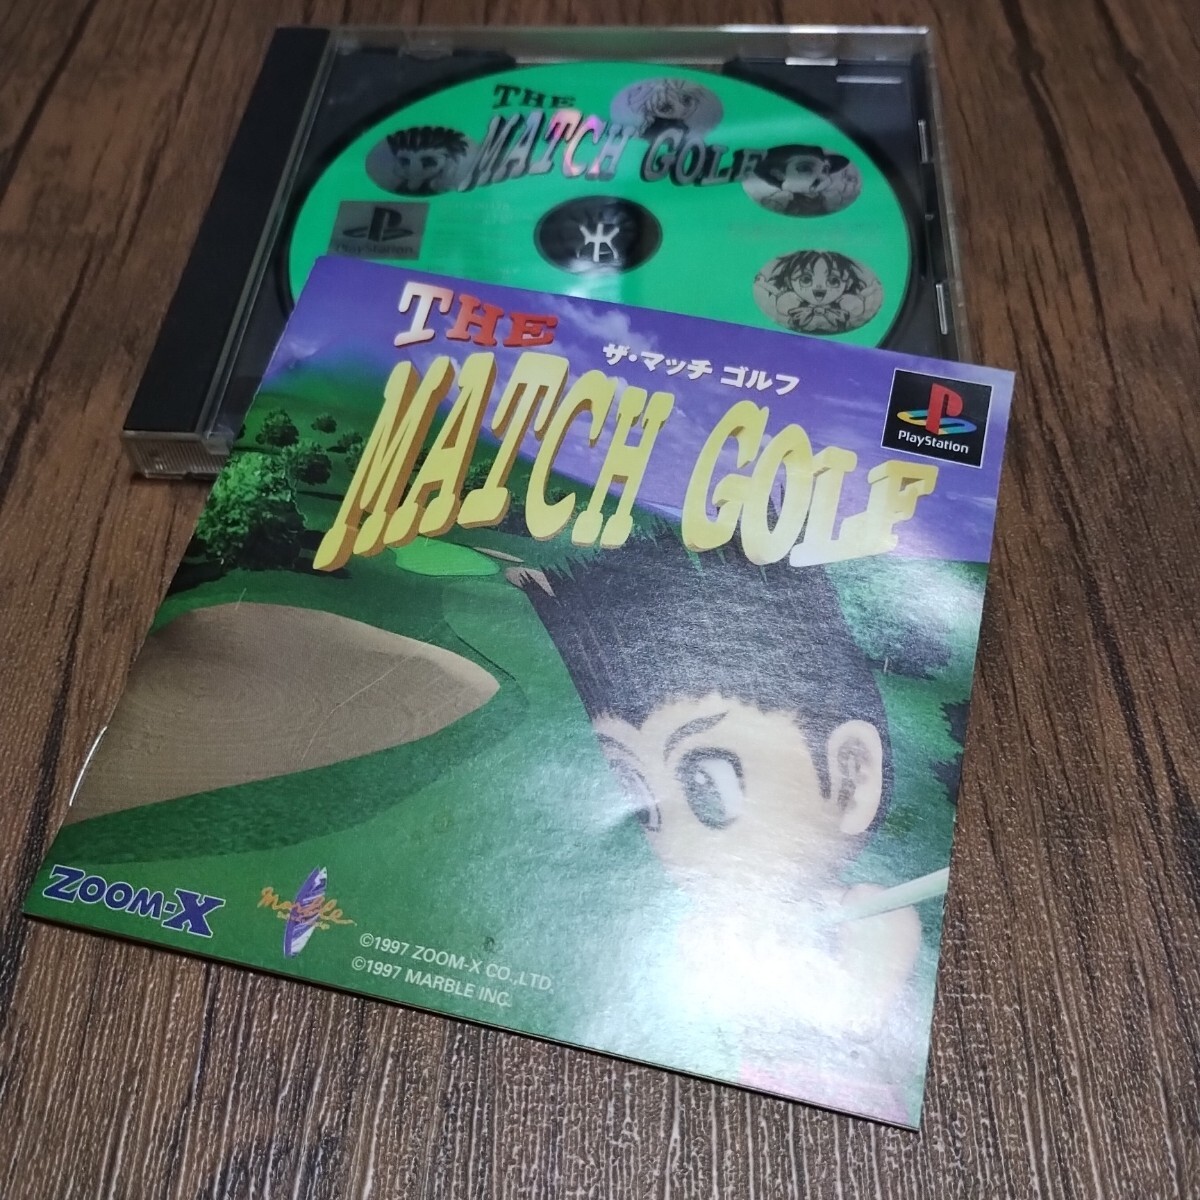 THE
MATCH GOLF
PlayStation
THE
ザ・マッチ ゴルフ
MATCH GOLF
PlayStation
ZOOM-X
Marble
©1997 ZOOM-X CO.,LTD.
©1997 MARBLE INC.